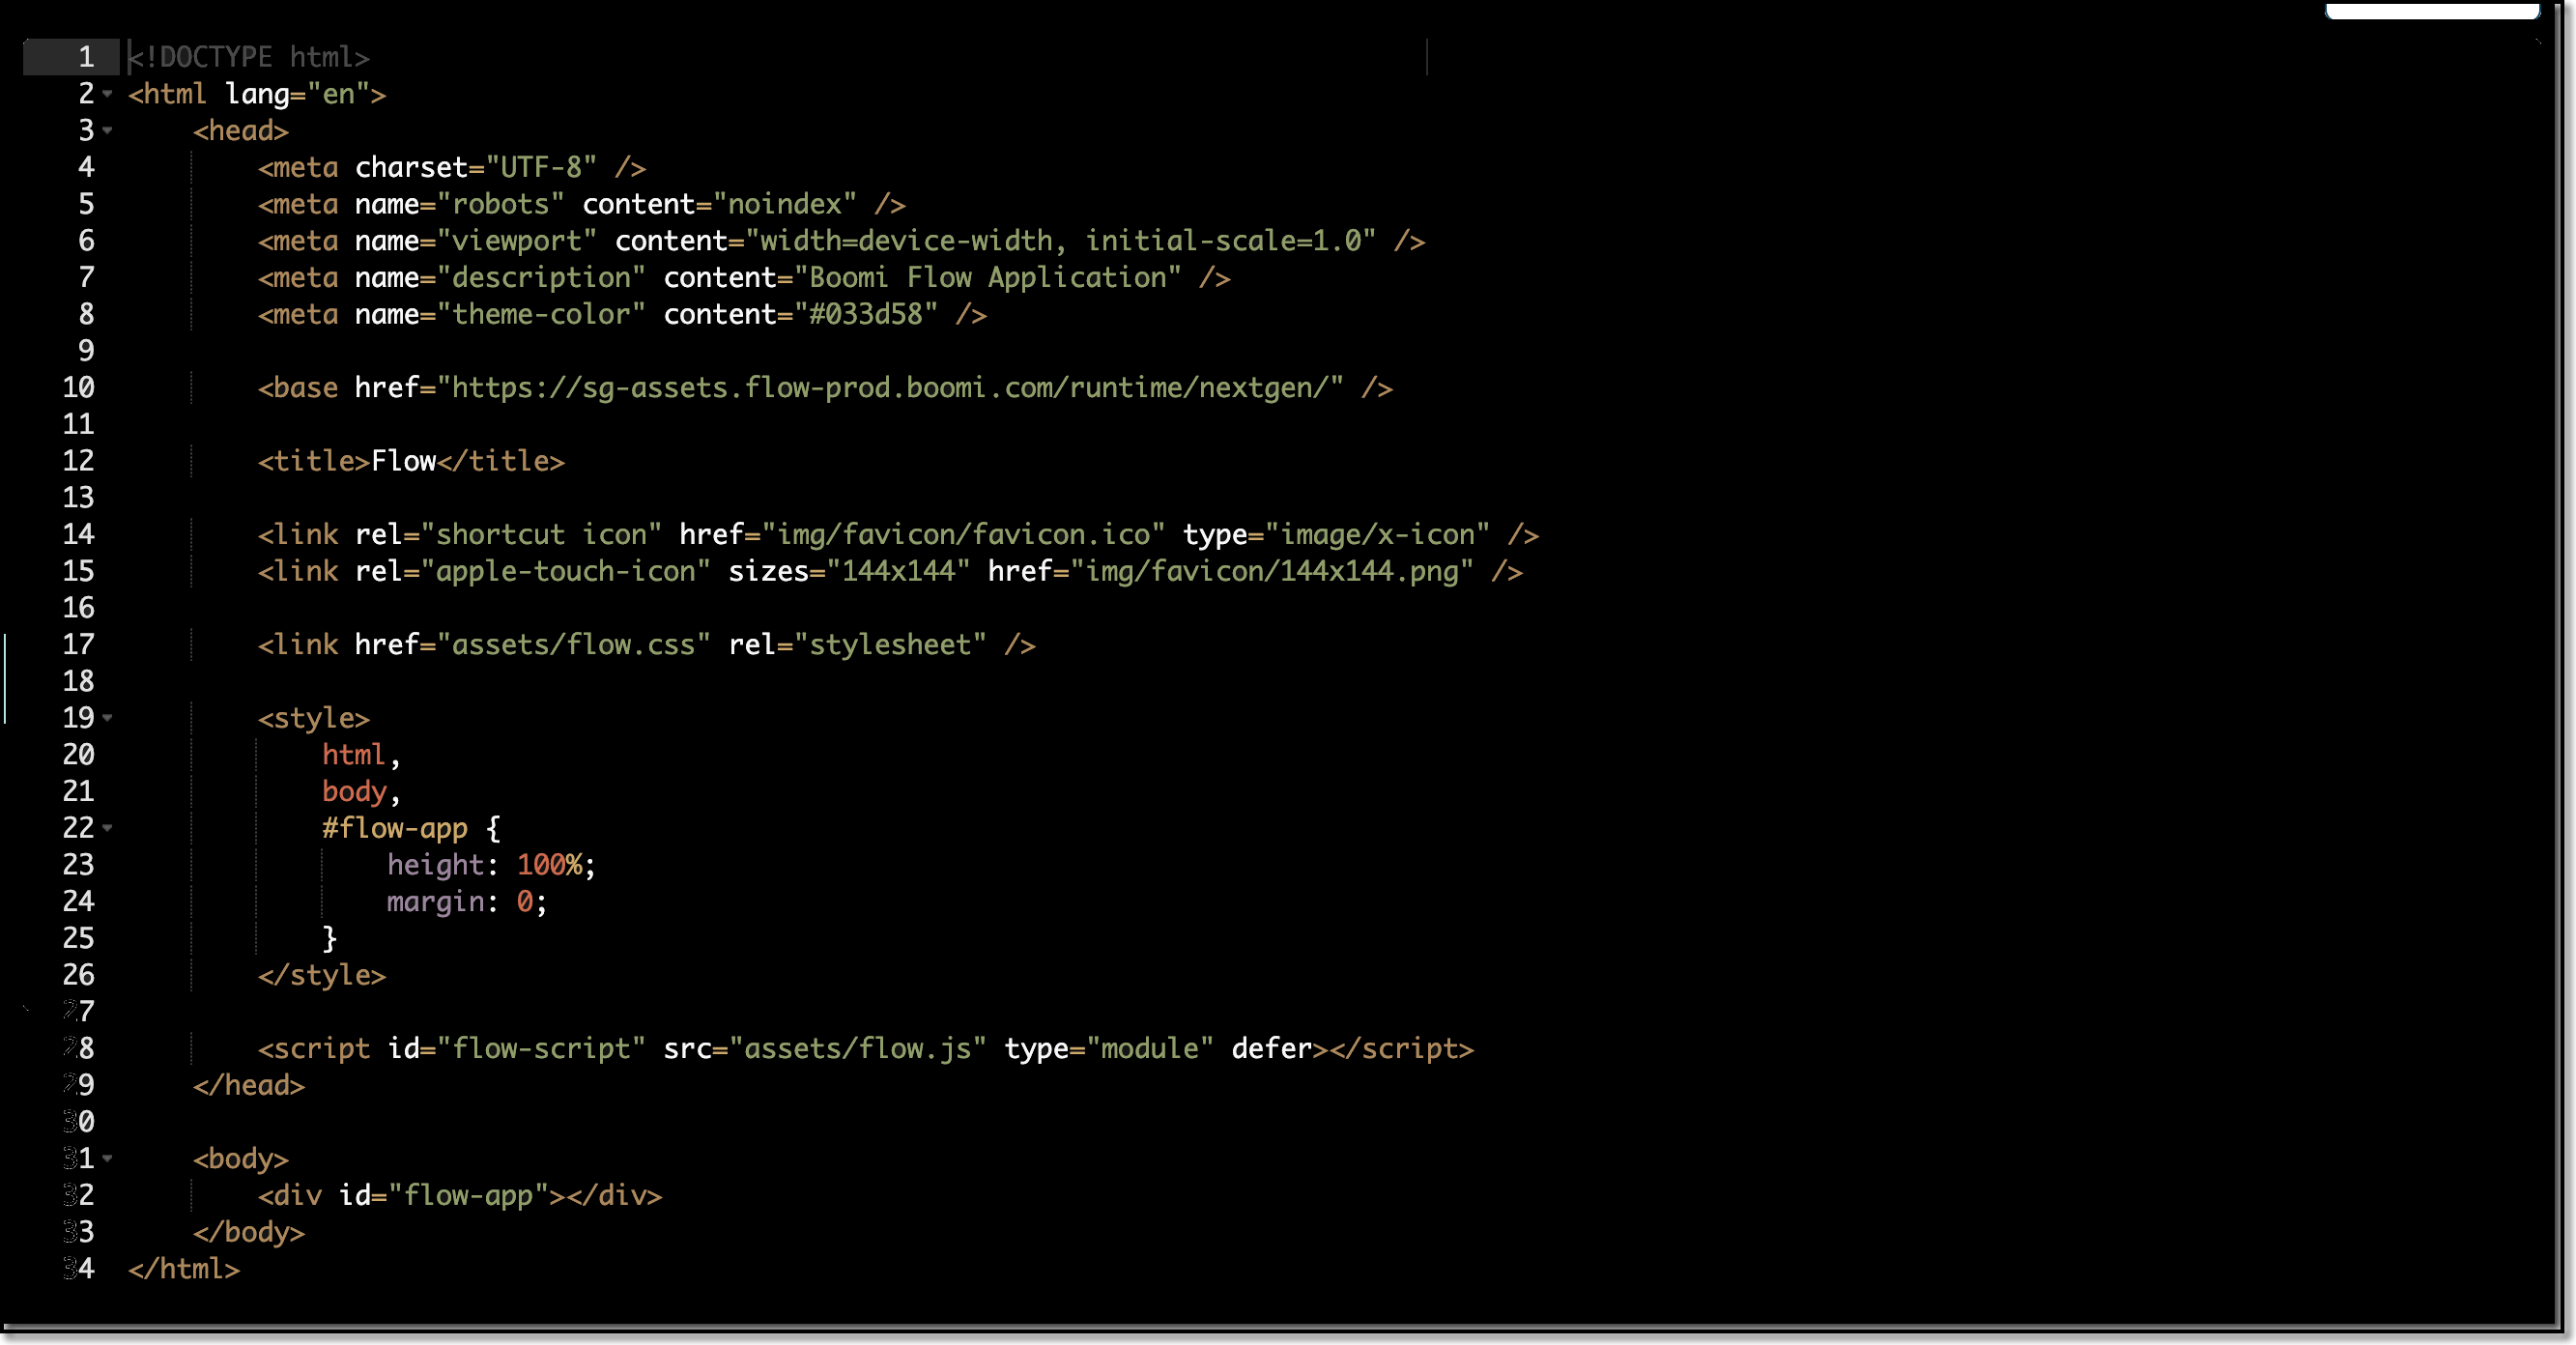 1 <!DOCTYPE html>
2 <html lang="en">
3     <head>
4         <meta charset="UTF-8" />
5         <meta name="robots" content="noindex" />
6         <meta name="viewport" content="width=device-width, initial-scale=1.0" />
7         <meta name="description" content="Boomi Flow Application" />
8         <meta name="theme-color" content="#033d58" />
9
10         <base href="https://sg-assets.flow-prod.boomi.com/runtime/nextgen/" />
11
12         <title>Flow</title>
13
14         <link rel="shortcut icon" href="img/favicon/favicon.ico" type="image/x-icon" />
15         <link rel="apple-touch-icon" sizes="144x144" href="img/favicon/144x144.png" />
16
17         <link href="assets/flow.css" rel="stylesheet" />
18
19         <style>
20             html,
21             body,
22             #flow-app {
23                 height: 100%;
24                 margin: 0;
25             }
26         </style>
27
28         <script id="flow-script" src="assets/flow.js" type="module" defer></script>
29     </head>
30
31     <body>
32         <div id="flow-app"></div>
33     </body>
34 </html>